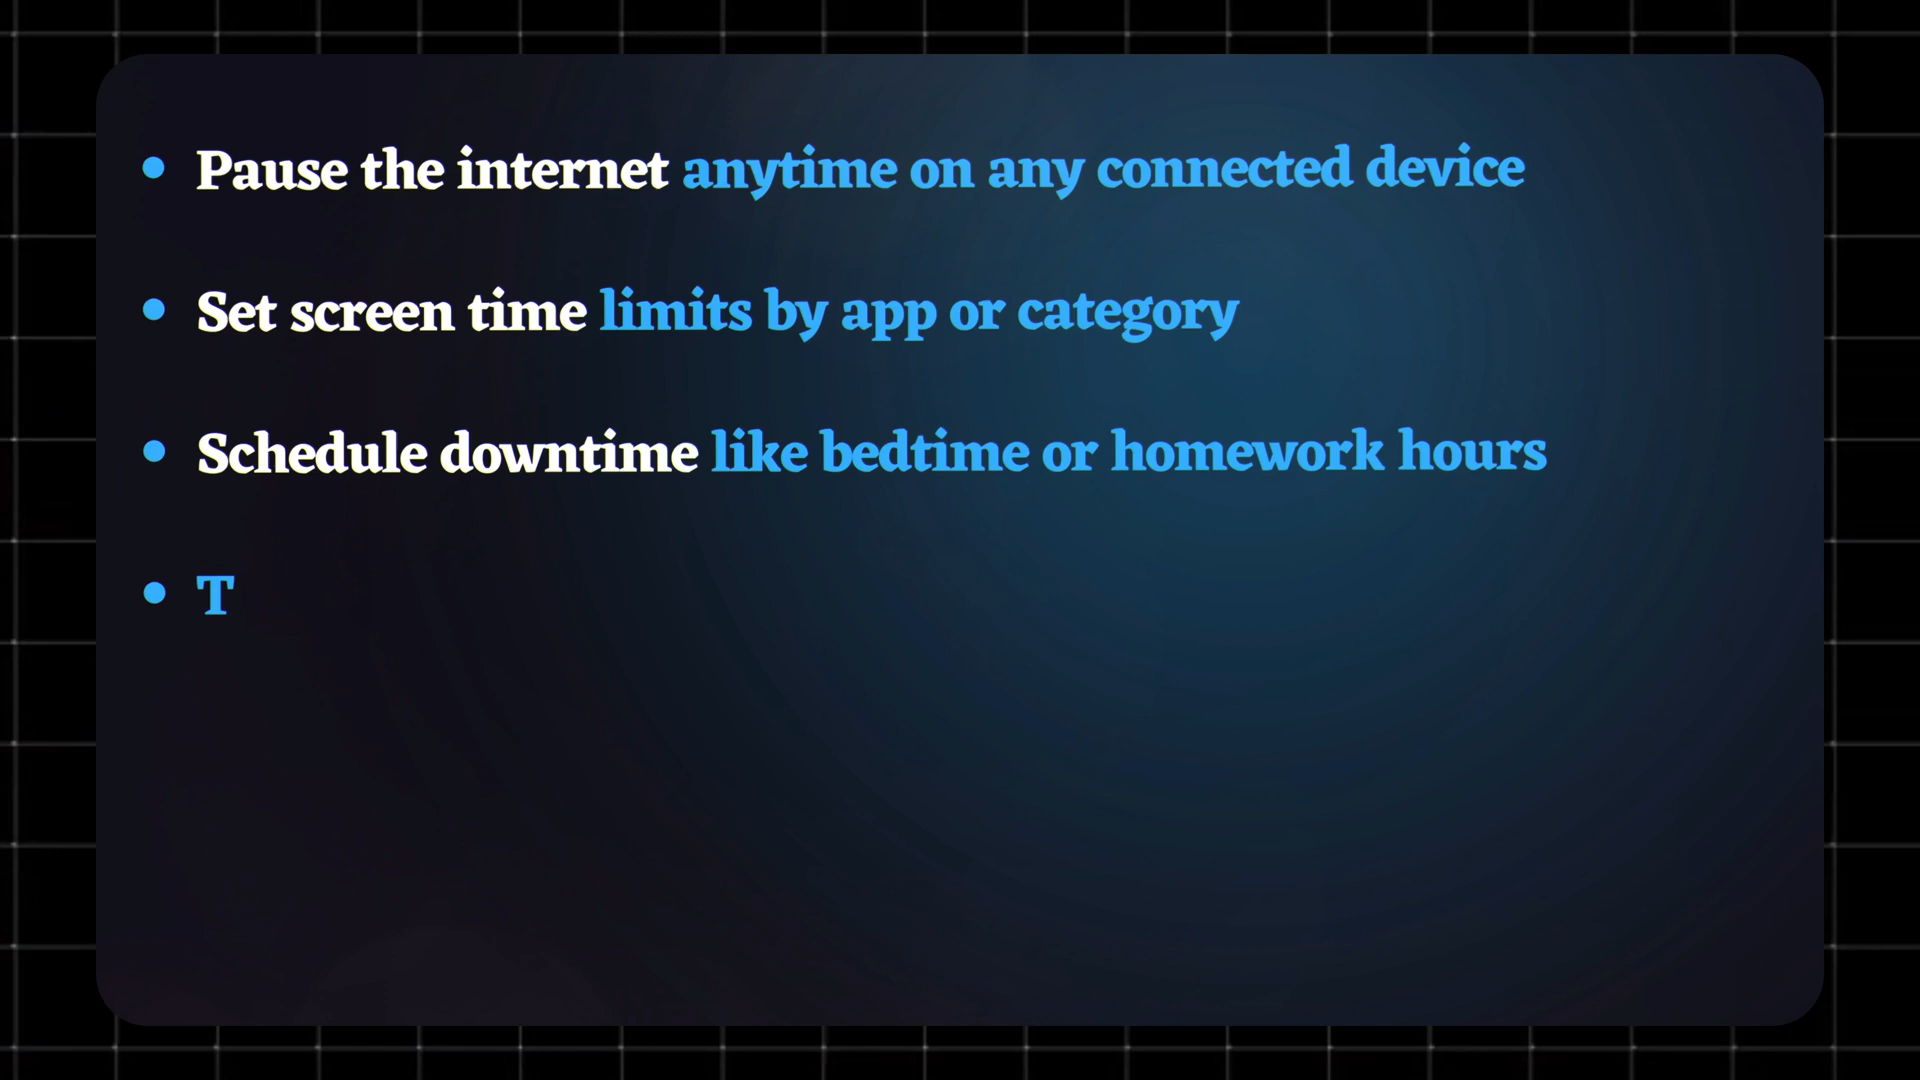 • Pause the internet anytime on any connected device
• Set screen time limits by app or category
• Schedule downtime like bedtime or homework hours
• T